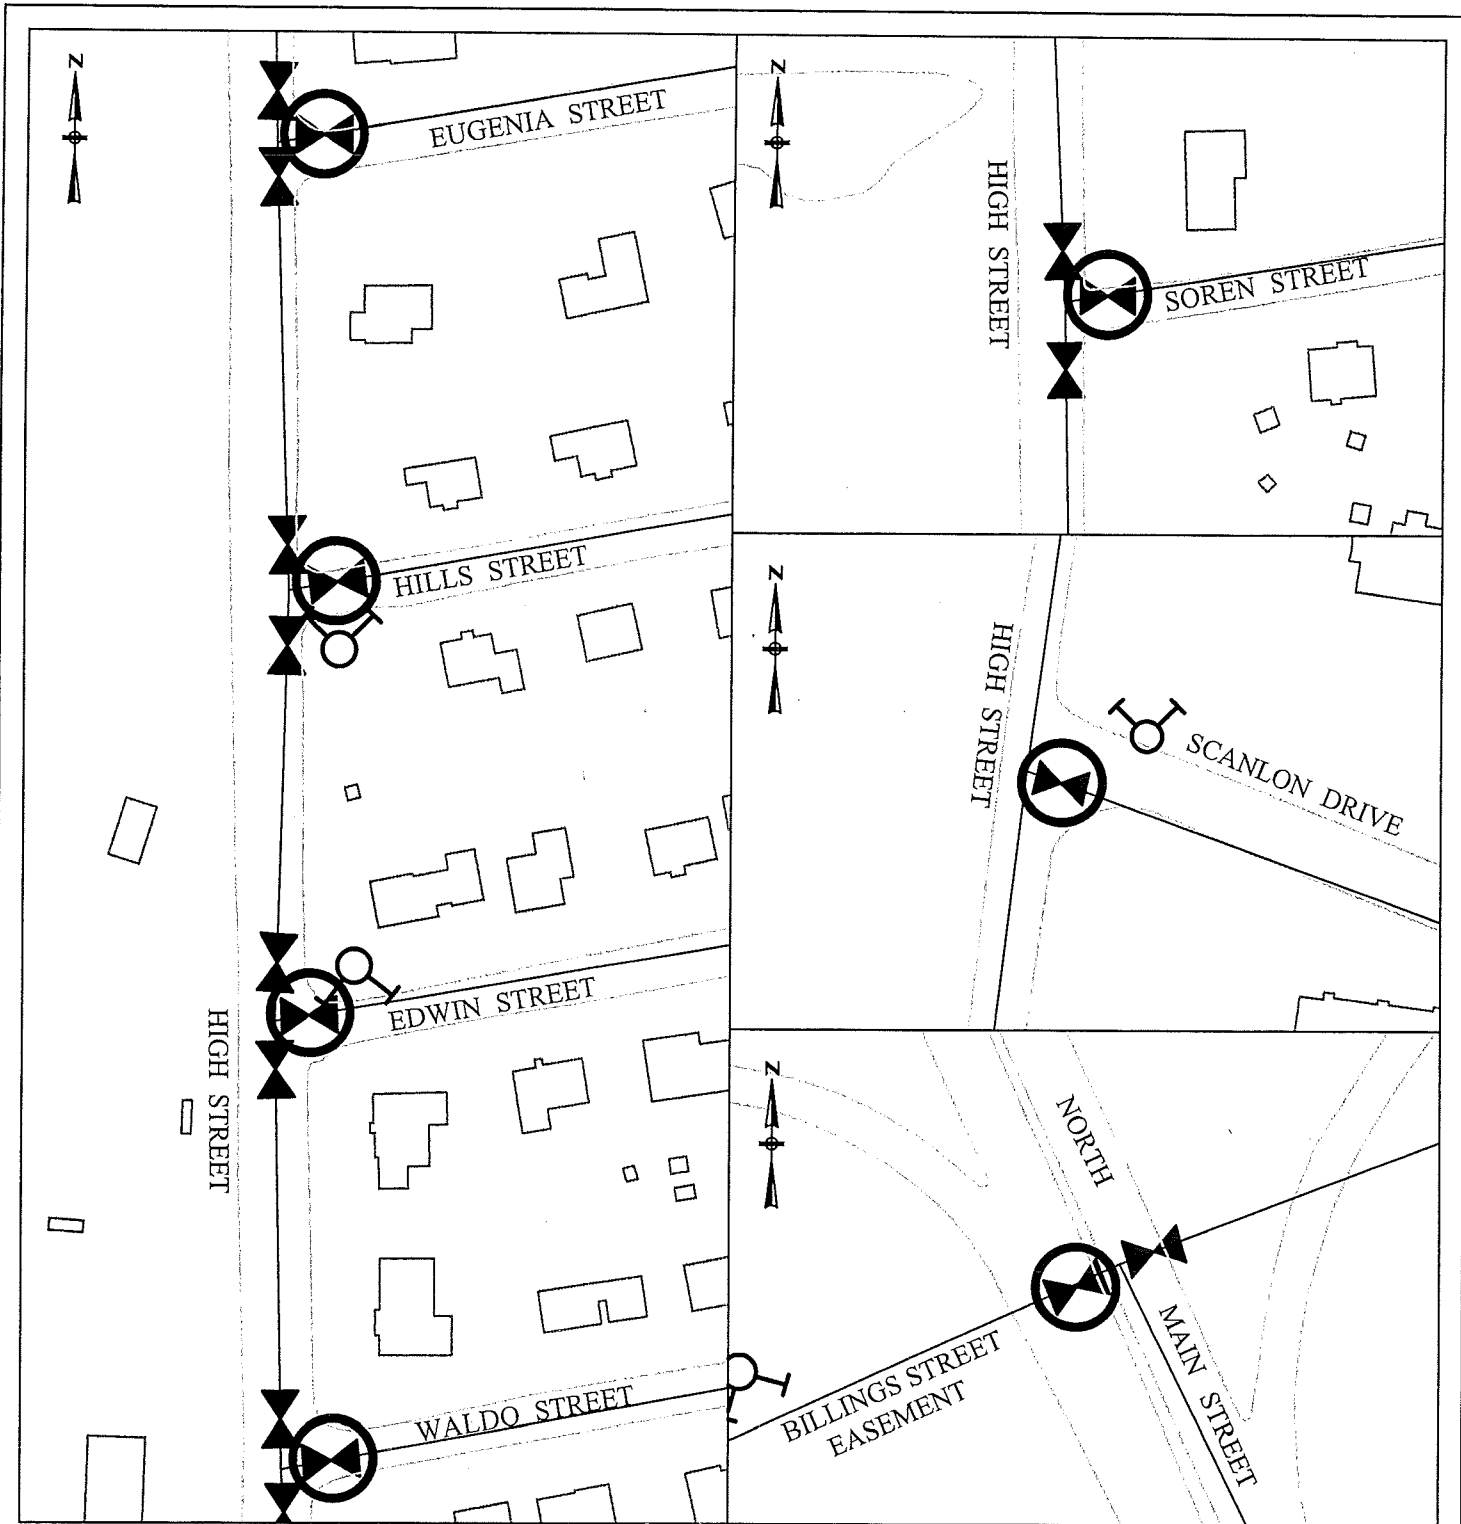 N
EUGENIA STREET
HILLS STREET
EDWIN STREET
HIGH STREET
WALDO STREET
N
HIGH STREET
SOREN STREET
N
HIGH STREET
SCANLON DRIVE
N
NORTH
MAIN STREET
BILLINGS STREET
EASEMENT